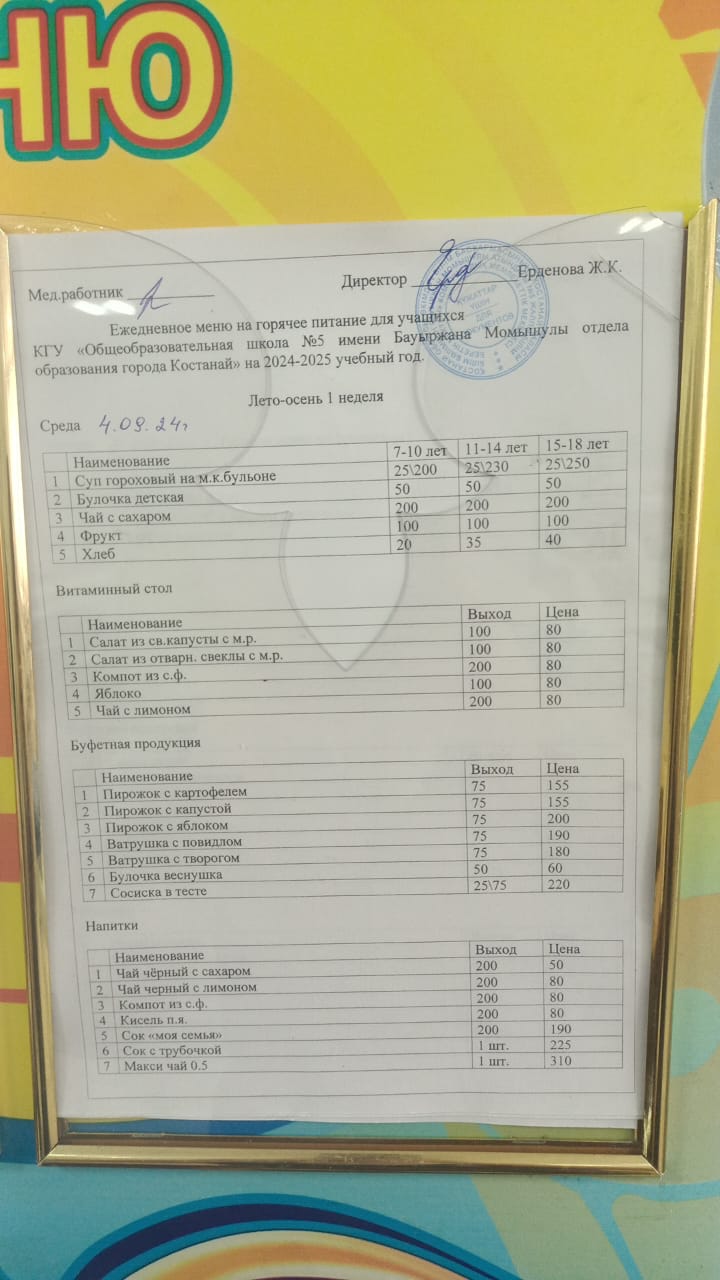 НЮ
Мед.работник
Директор Ерденова Ж.К.
Ежедневное меню на горячее питание для учащихся
КГУ «Общеобразовательная школа №5 имени Бауыржана Момышулы отдела
образования города Костанай» на 2024-2025 учебный год.
Лето-осень 1 неделя
Среда 4.09.24г
Наименование 7-10 лет 11-14 лет 15-18 лет
1 Суп гороховый на м.к.бульоне 25\200 25\230 25\250
2 Булочка детская 50 50 50
3 Чай с сахаром 200 200 200
4 Фрукт 100 100 100
5 Хлеб 20 35 40
Витаминный стол
Наименование Выход Цена
1 Салат из св.капусты с м.р. 100 80
2 Салат из отварн. свеклы с м.р. 100 80
3 Компот из с.ф. 200 80
4 Яблоко 100 80
5 Чай с лимоном 200 80
Буфетная продукция
Наименование Выход Цена
1 Пирожок с картофелем 75 155
2 Пирожок с капустой 75 155
3 Пирожок с яблоком 75 200
4 Ватрушка с повидлом 75 190
5 Ватрушка с творогом 75 180
6 Булочка веснушка 50 60
7 Сосиска в тесте 25\75 220
Напитки
Наименование Выход Цена
1 Чай чёрный с сахаром 200 50
2 Чай черный с лимоном 200 80
3 Компот из с.ф. 200 80
4 Кисель п.я. 200 80
5 Сок «моя семья» 200 190
6 Сок с трубочкой 1 шт. 225
7 Макси чай 0.5 1 шт. 310